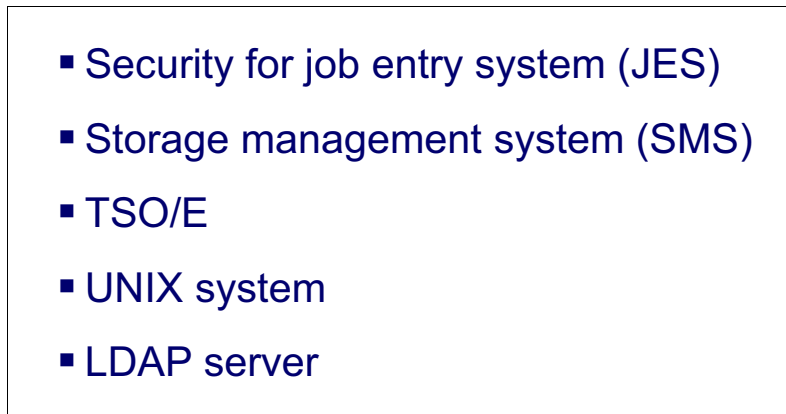 ▪ Security for job entry system (JES)
▪ Storage management system (SMS)
▪ TSO/E
▪ UNIX system
▪ LDAP server